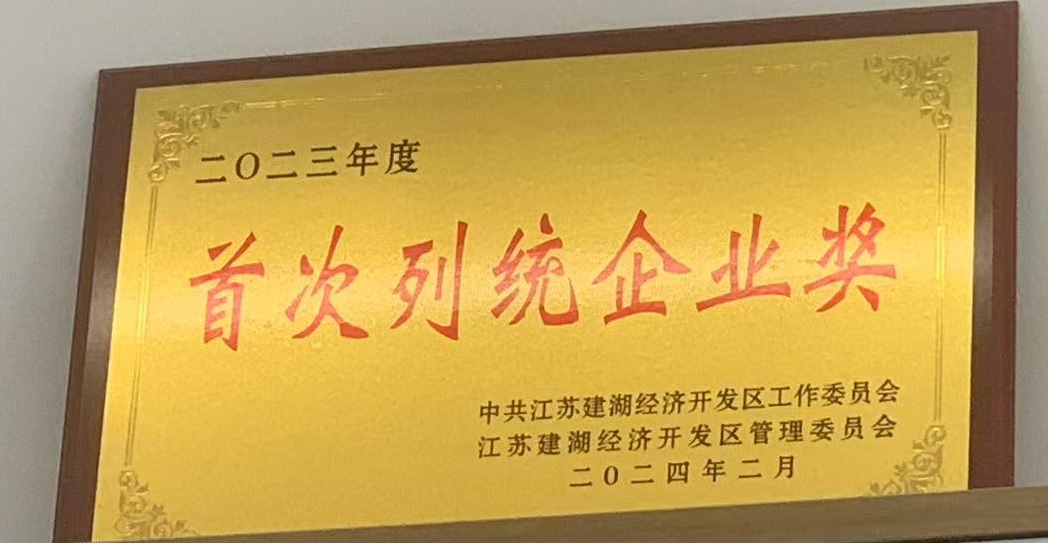 二〇二三年度
首次列统企业奖
中共江苏建湖经济开发区工作委员会
江苏建湖经济开发区管理委员会
二〇二四年二月